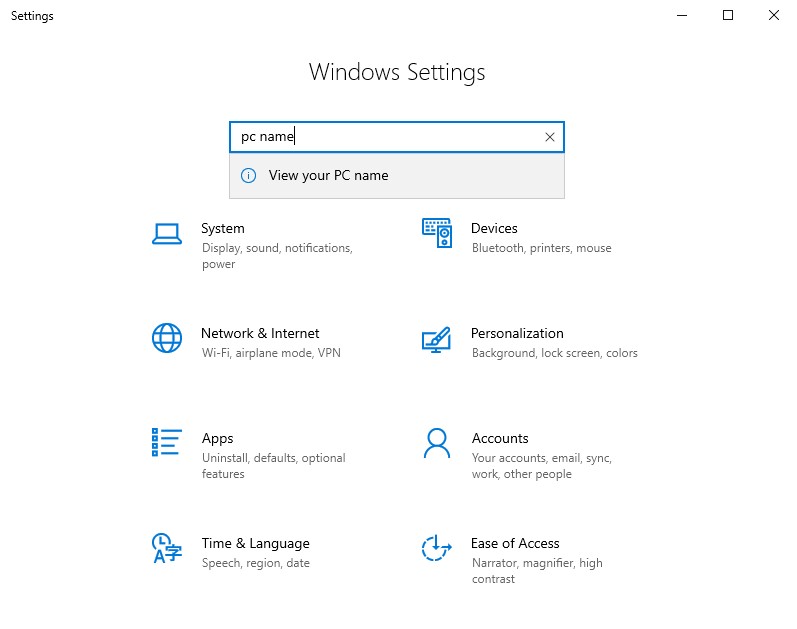 Settings
Windows Settings
pc name
View your PC name
System
Display, sound, notifications,
power
Devices
Bluetooth, printers, mouse
Network & Internet
Wi-Fi, airplane mode, VPN
Personalization
Background, lock screen, colors
Apps
Uninstall, defaults, optional
features
Accounts
Your accounts, email, sync,
work, other people
Time & Language
Speech, region, date
Ease of Access
Narrator, magnifier, high
contrast